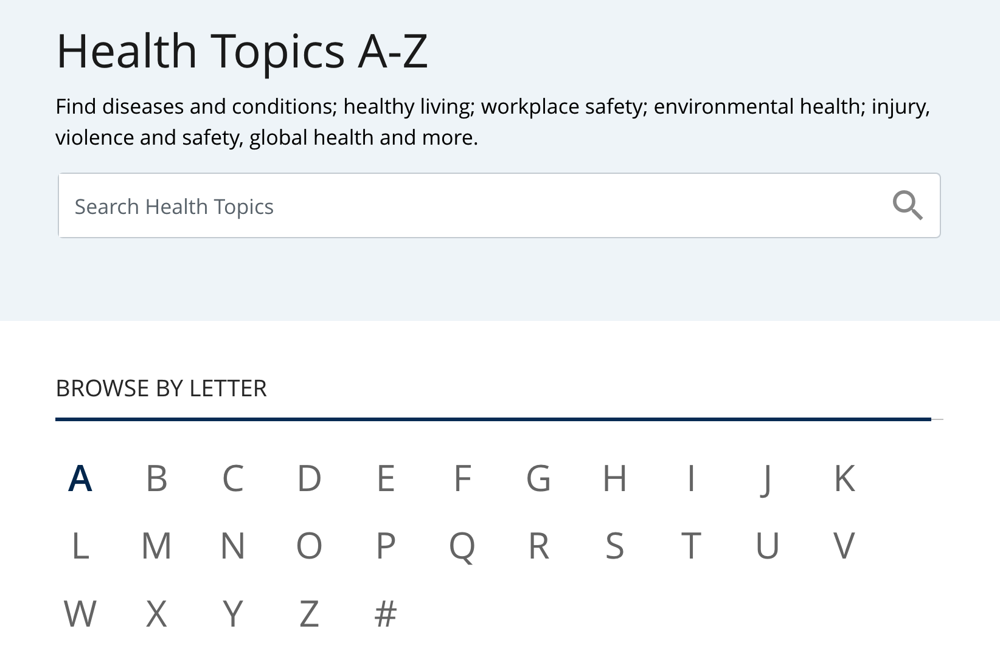 Health Topics A-Z
Find diseases and conditions; healthy living; workplace safety; environmental health; injury,
violence and safety, global health and more.
Search Health Topics
BROWSE BY LETTER
A B C D E F G H I J K
L M N O P Q R S T U V
W X Y Z #